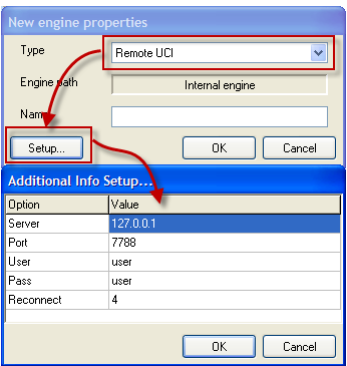 New engine properties
Type Remote UCI
Engine path Internal engine
Name
Setup... OK Cancel
Additional Info Setup...
Option Value
Server 127.0.0.1
Port 7788
User user
Pass user
Reconnect 4
OK Cancel